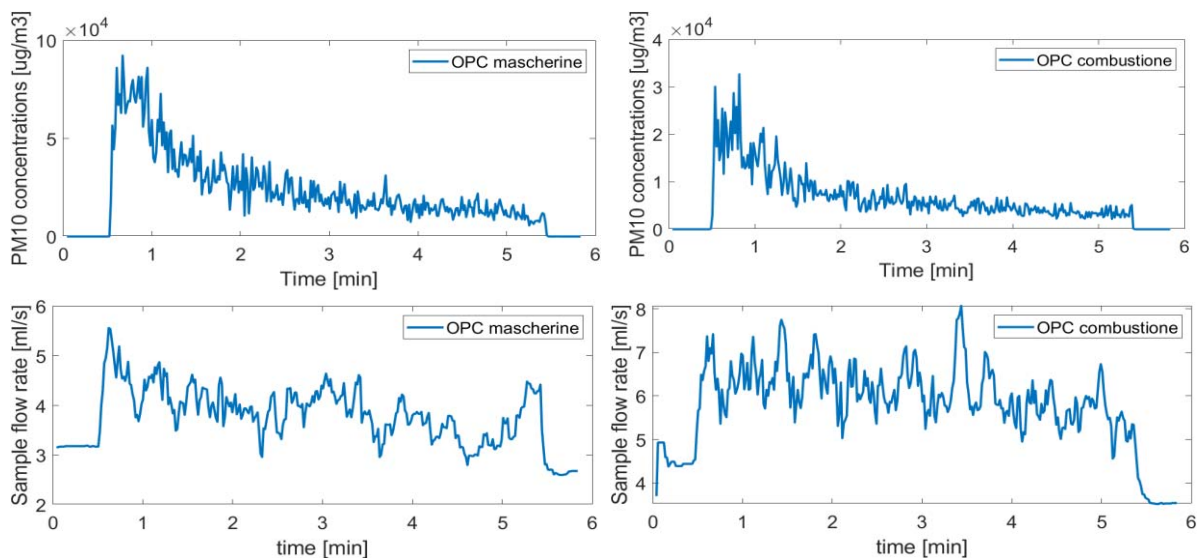 PM10 concentrations [ug/m3]
×10⁴
10
5
0
OPC mascherine
0 1 2 3 4 5 6
Time [min]
PM10 concentrations [ug/m3]
×10⁴
4
3
2
1
0
OPC combustione
0 1 2 3 4 5 6
Time [min]
Sample flow rate [ml/s]
6
5
4
3
2
OPC mascherine
0 1 2 3 4 5 6
time [min]
Sample flow rate [ml/s]
8
7
6
5
4
OPC combustione
0 1 2 3 4 5 6
time [min]